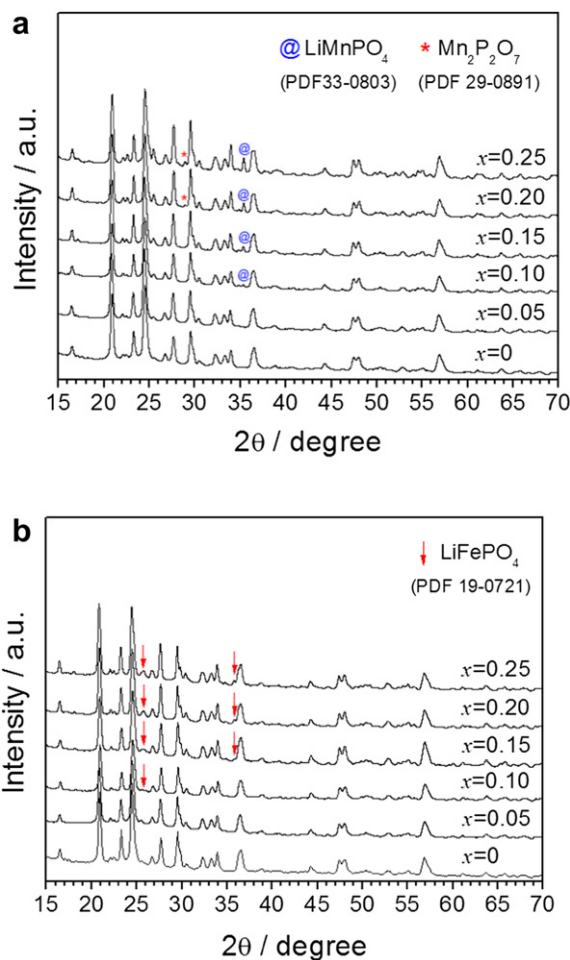 a
@ LiMnPO₄ * Mn₂P₂O₇
(PDF33-0803) (PDF 29-0891)
Intensity / a.u.
* @ x=0.25
* @ x=0.20
@ x=0.15
@ x=0.10
x=0.05
x=0
15 20 25 30 35 40 45 50 55 60 65 70
2θ / degree
b
LiFePO₄
(PDF 19-0721)
Intensity / a.u.
x=0.25
x=0.20
x=0.15
x=0.10
x=0.05
x=0
15 20 25 30 35 40 45 50 55 60 65 70
2θ / degree